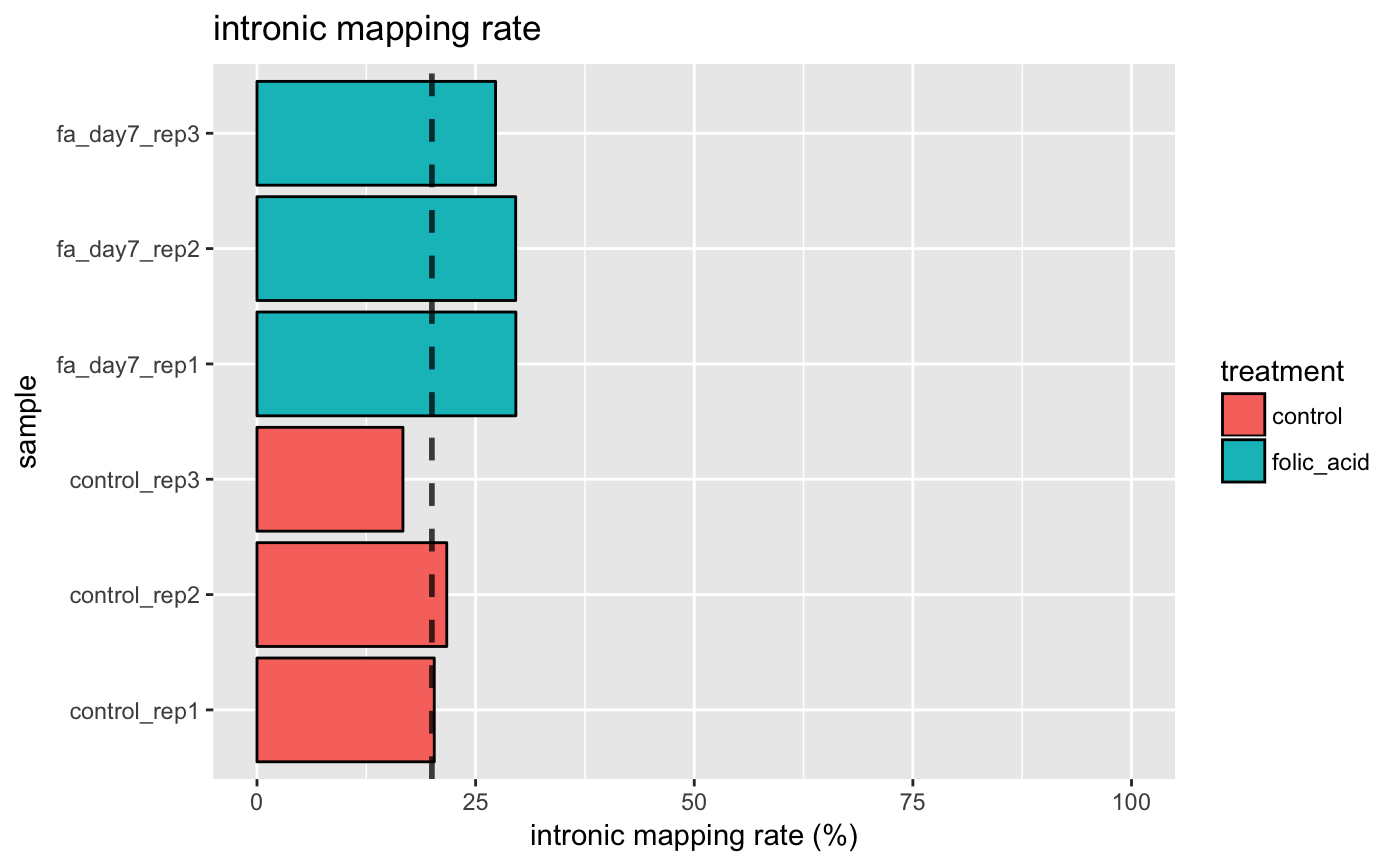 intronic mapping rate
fa_day7_rep3
fa_day7_rep2
fa_day7_rep1
control_rep3
control_rep2
control_rep1
sample
0 25 50 75 100
intronic mapping rate (%)
treatment
control
folic_acid